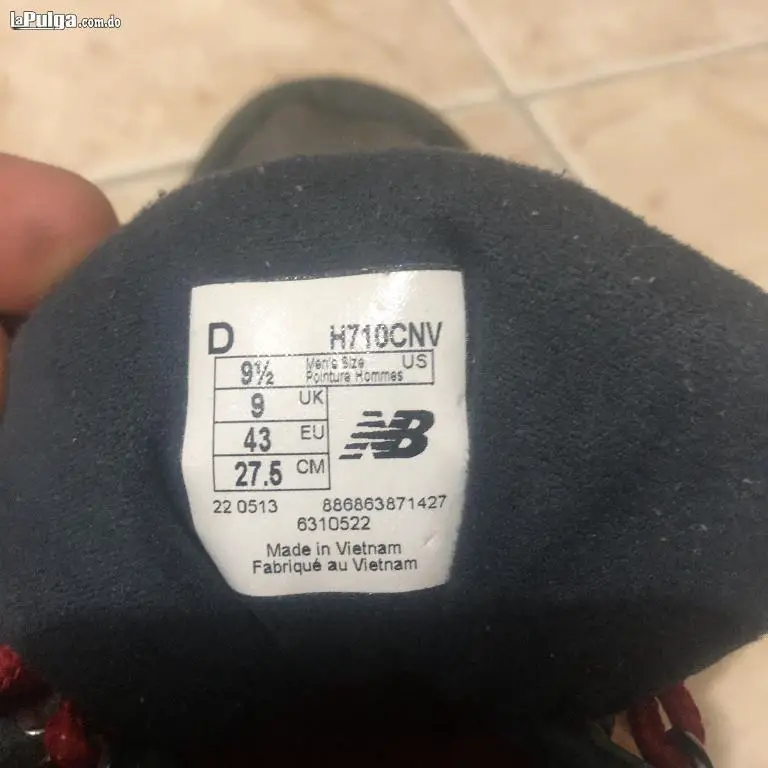 laPulga.com.do
D H710CNV
9½ Men's Size Pointure Hommes US
9 UK
43 EU
NB
27.5 CM
22 0513 886863871427
6310522
Made in Vietnam
Fabriqué au Vietnam